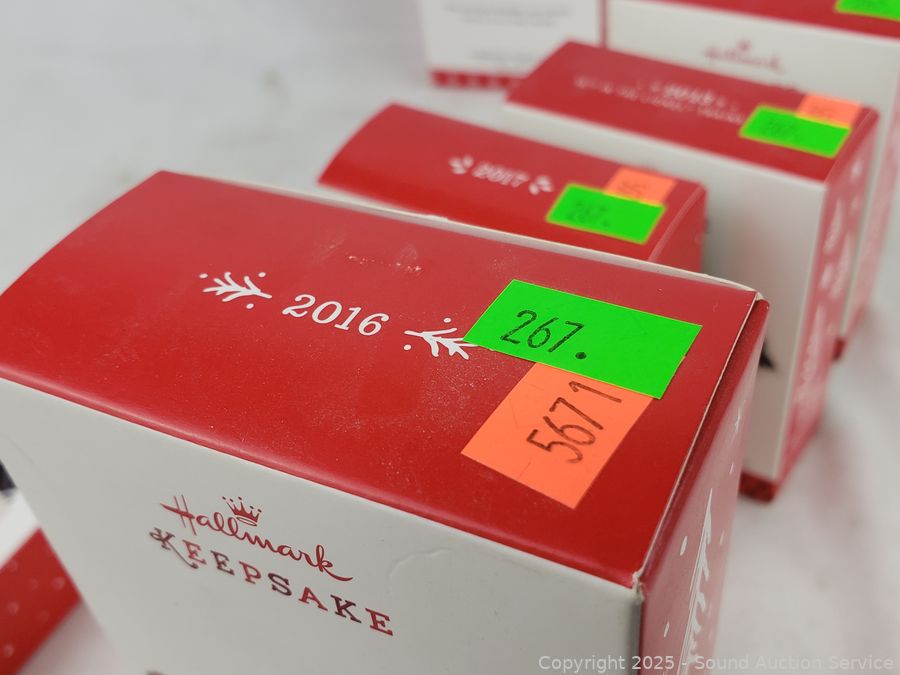 Hallmark
267.
2017
267.
2016
267.
5671
Hallmark
KEEPSAKE
Copyright 2025 - Sound Auction Service